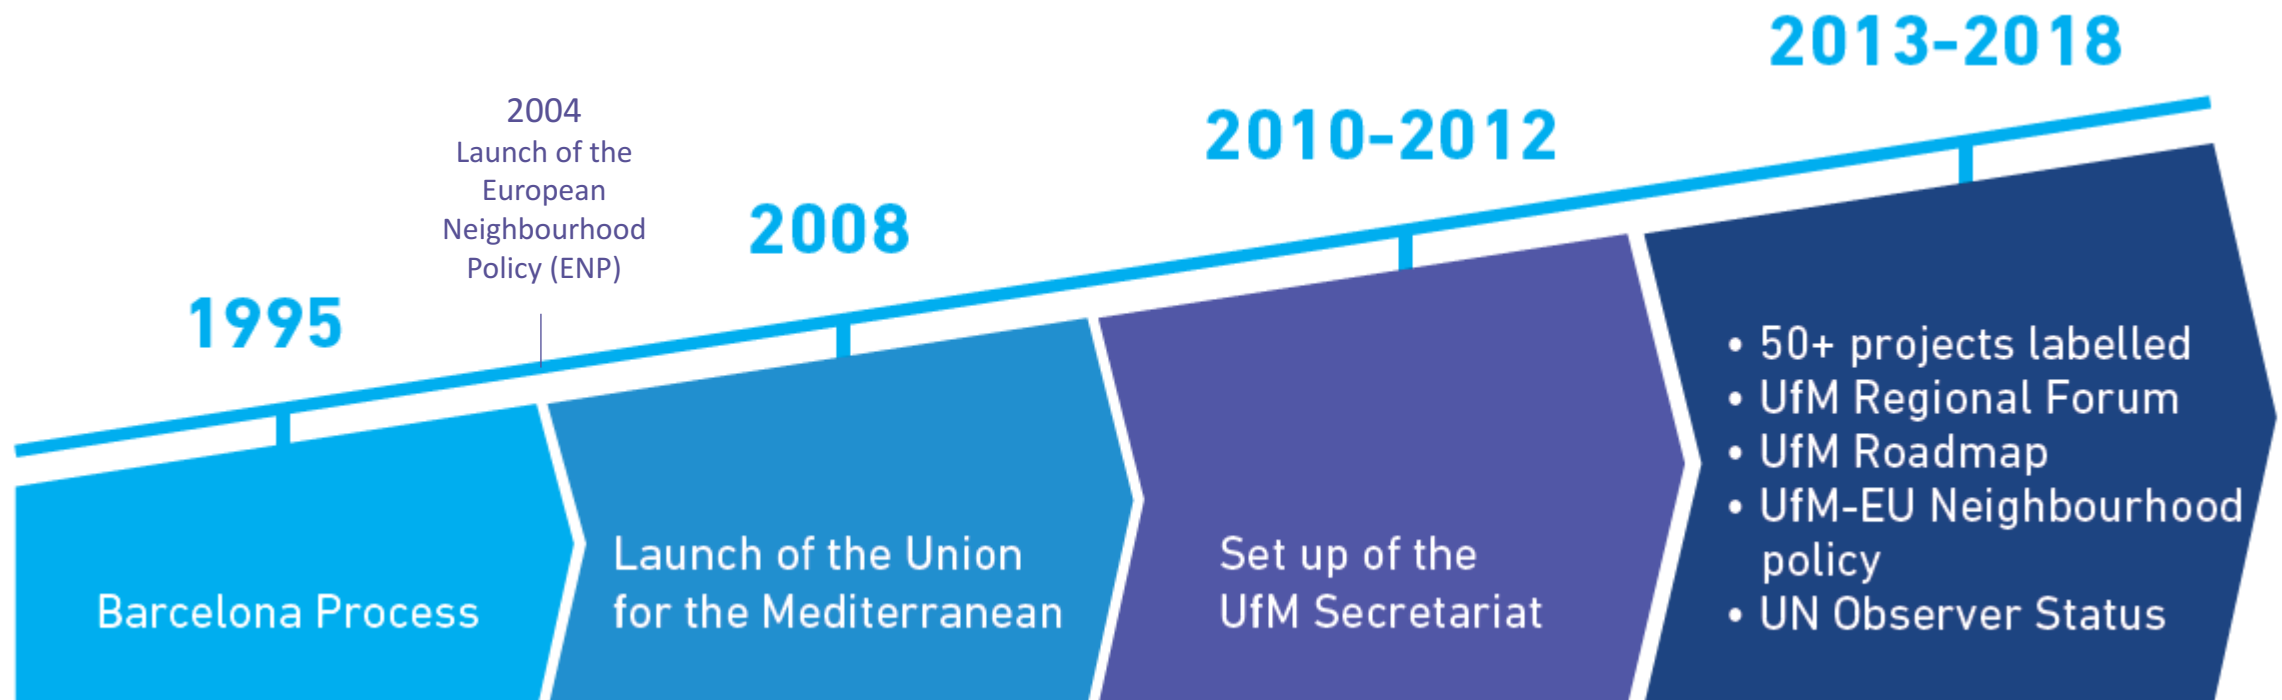 1995
Barcelona Process
2004
Launch of the
European
Neighbourhood
Policy (ENP)
2008
Launch of the Union
for the Mediterranean
2010-2012
Set up of the
UfM Secretariat
2013-2018
• 50+ projects labelled
• UfM Regional Forum
• UfM Roadmap
• UfM-EU Neighbourhood
policy
• UN Observer Status